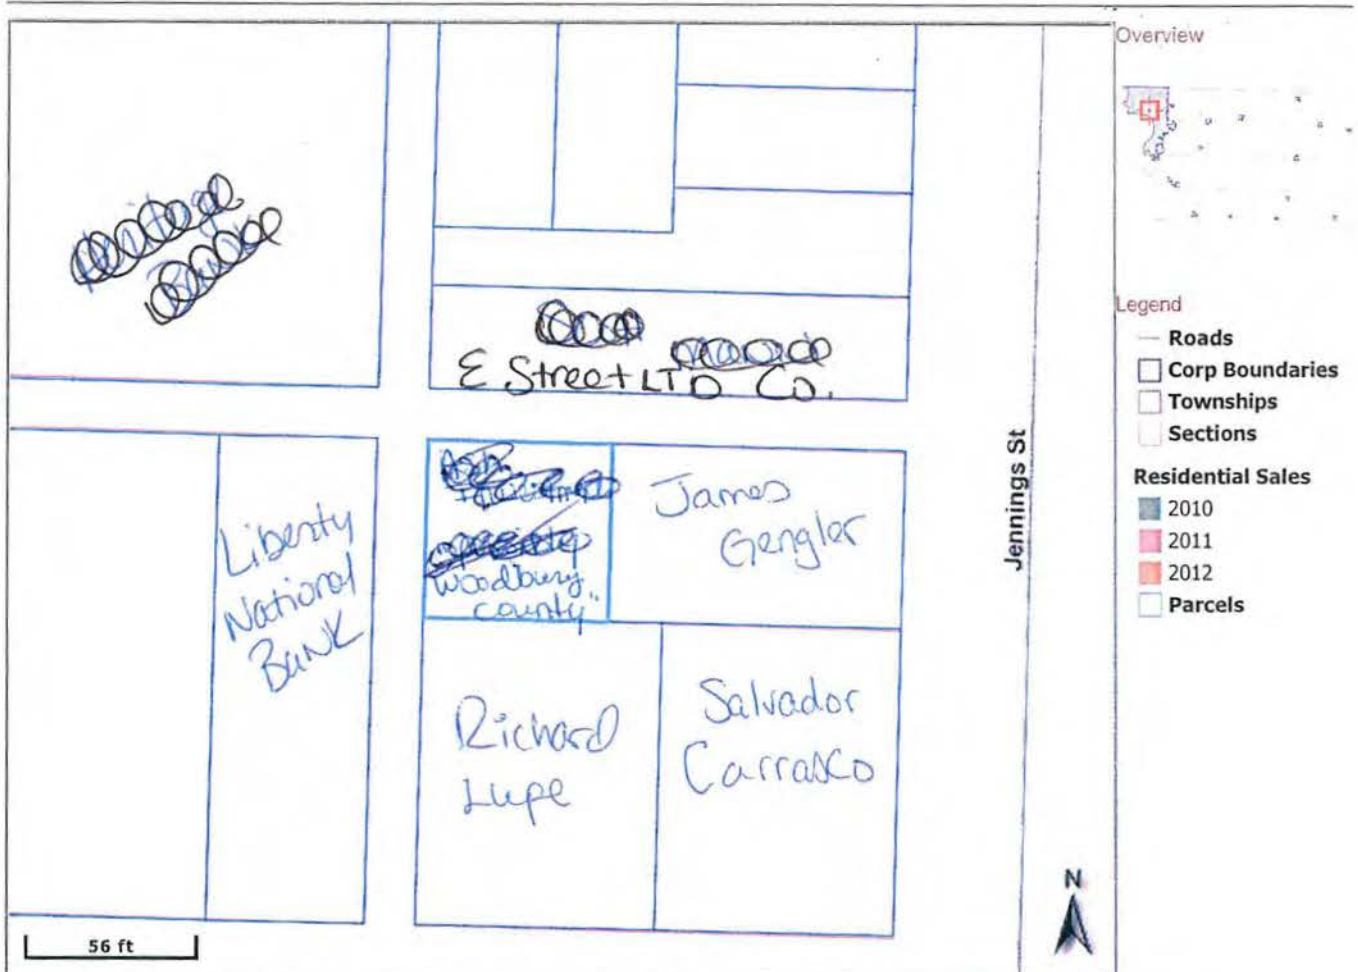 Overview
Legend
Roads
Corp Boundaries
Townships
Sections
Residential Sales
2010
2011
2012
Parcels
E Street LTD Co.
Liberty
National
Bank
Woodbury
County"
James
Gengler
Richard
Lupe
Salvador
Carrasco
Jennings St
N
56 ft